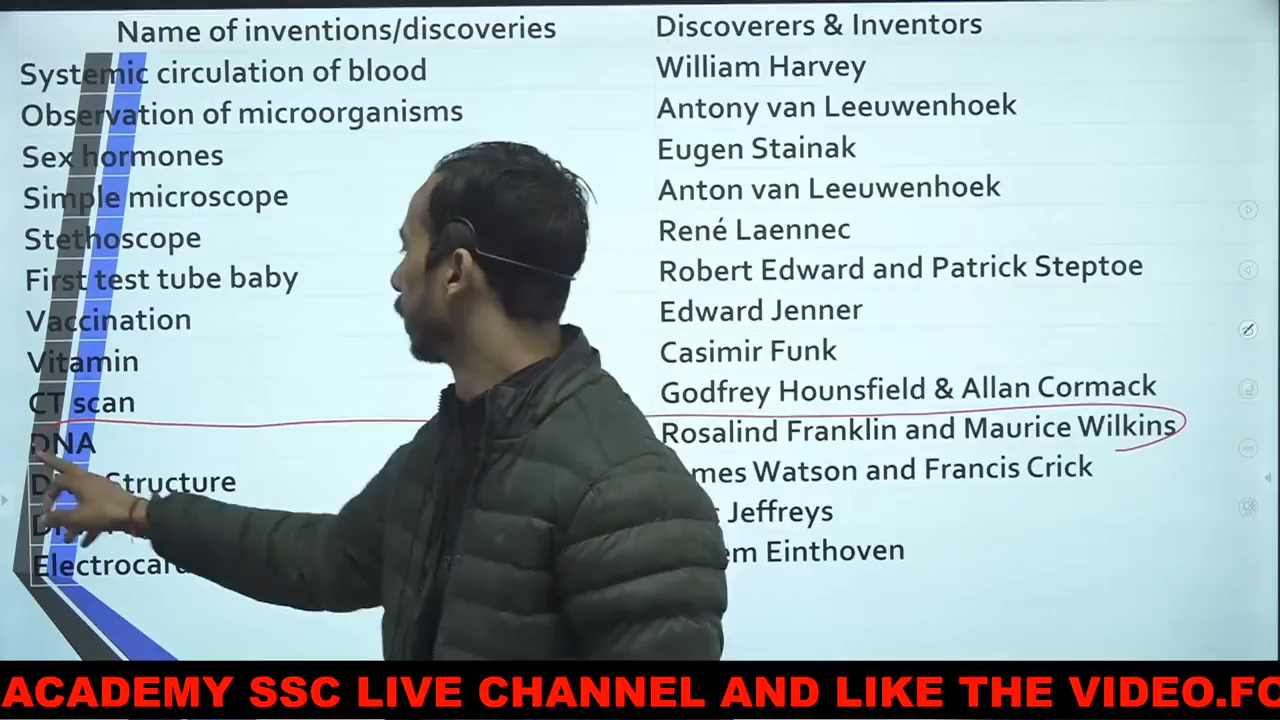 Name of inventions/discoveries Discoverers & Inventors
Systemic circulation of blood William Harvey
Observation of microorganisms Antony van Leeuwenhoek
Sex hormones Eugen Stainak
Simple microscope Anton van Leeuwenhoek
Stethoscope René Laennec
First test tube baby Robert Edward and Patrick Steptoe
Vaccination Edward Jenner
Vitamin Casimir Funk
CT scan Godfrey Hounsfield & Allan Cormack
DNA Rosalind Franklin and Maurice Wilkins
Structure Watson and Francis Crick
Jeffreys
Einthoven
ACADEMY SSC LIVE CHANNEL AND LIKE THE VIDEO.FO